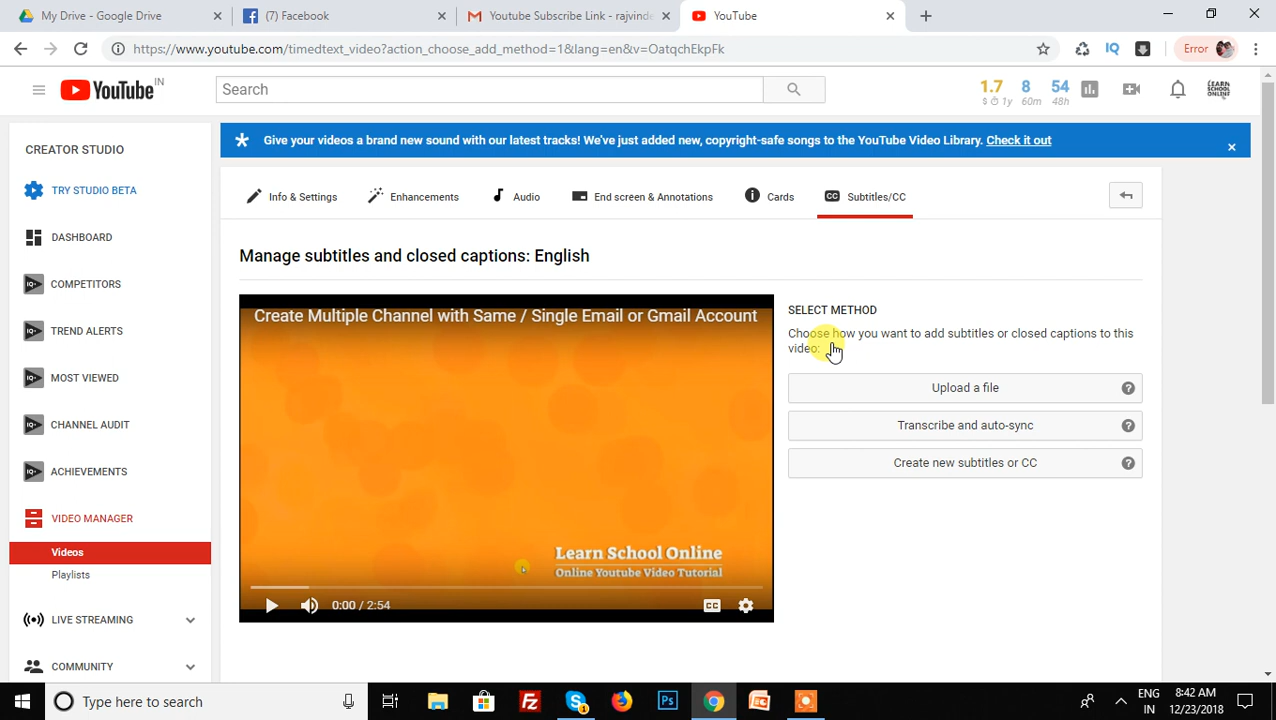 My Drive - Google Drive
(7) Facebook
Youtube Subscribe Link - rajvinde
YouTube
https://www.youtube.com/timedtext_video?action_choose_add_method=1&lang=en&v=OatqchEkpFk
IQ
Error
YouTube IN
Search
1.7 8 54
$ 1y 60m 48h
LEARN SCHOOL ONLINE
CREATOR STUDIO
TRY STUDIO BETA
DASHBOARD
COMPETITORS
TREND ALERTS
MOST VIEWED
CHANNEL AUDIT
ACHIEVEMENTS
VIDEO MANAGER
Videos
Playlists
LIVE STREAMING
COMMUNITY
Give your videos a brand new sound with our latest tracks! We've just added new, copyright-safe songs to the YouTube Video Library. Check it out
Info & Settings
Enhancements
Audio
End screen & Annotations
Cards
CC Subtitles/CC
Manage subtitles and closed captions: English
Create Multiple Channel with Same / Single Email or Gmail Account
Learn School Online
Online Youtube Video Tutorial
0:00 / 2:54
CC
SELECT METHOD
Choose how you want to add subtitles or closed captions to this
video:
Upload a file ?
Transcribe and auto-sync ?
Create new subtitles or CC ?
Type here to search
ENG
IN
8:42 AM
12/23/2018